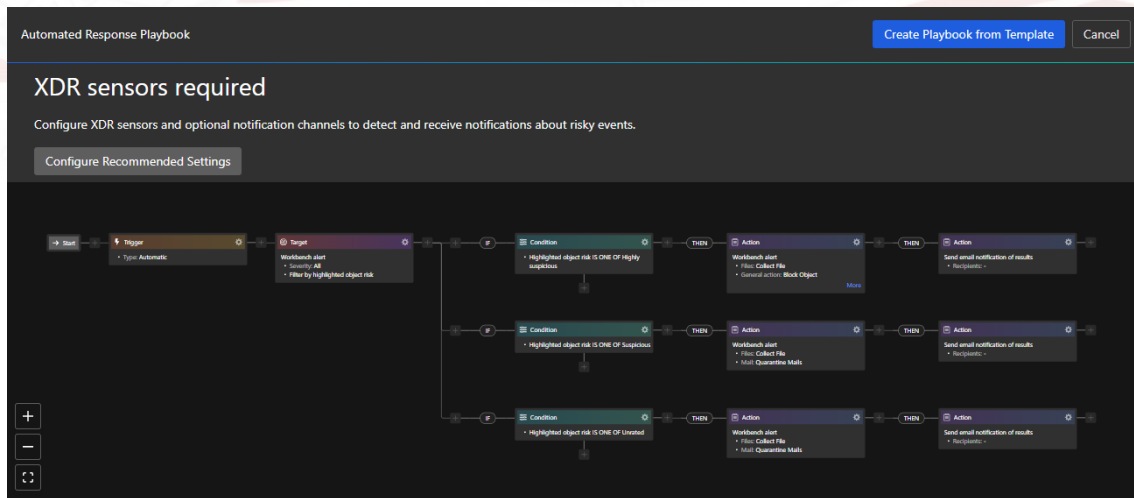 Automated Response Playbook
Create Playbook from Template
Cancel
XDR sensors required
Configure XDR sensors and optional notification channels to detect and receive notifications about risky events.
Configure Recommended Settings
Start
Trigger
• Type: Automatic
Target
Workbench alert
• Severity: All
• Filter by highlighted object risk
IF
Condition
• Highlighted object risk IS ONE OF Highly
suspicious
THEN
Action
Workbench alert
• Files: Collect File
• General action: Block Object
More
THEN
Action
Send email notification of results
• Recipients: -
IF
Condition
• Highlighted object risk IS ONE OF Suspicious
THEN
Action
Workbench alert
• Files: Collect File
• Mail: Quarantine Mails
THEN
Action
Send email notification of results
• Recipients: -
IF
Condition
• Highlighted object risk IS ONE OF Unrated
THEN
Action
Workbench alert
• Files: Collect File
• Mail: Quarantine Mails
THEN
Action
Send email notification of results
• Recipients: -